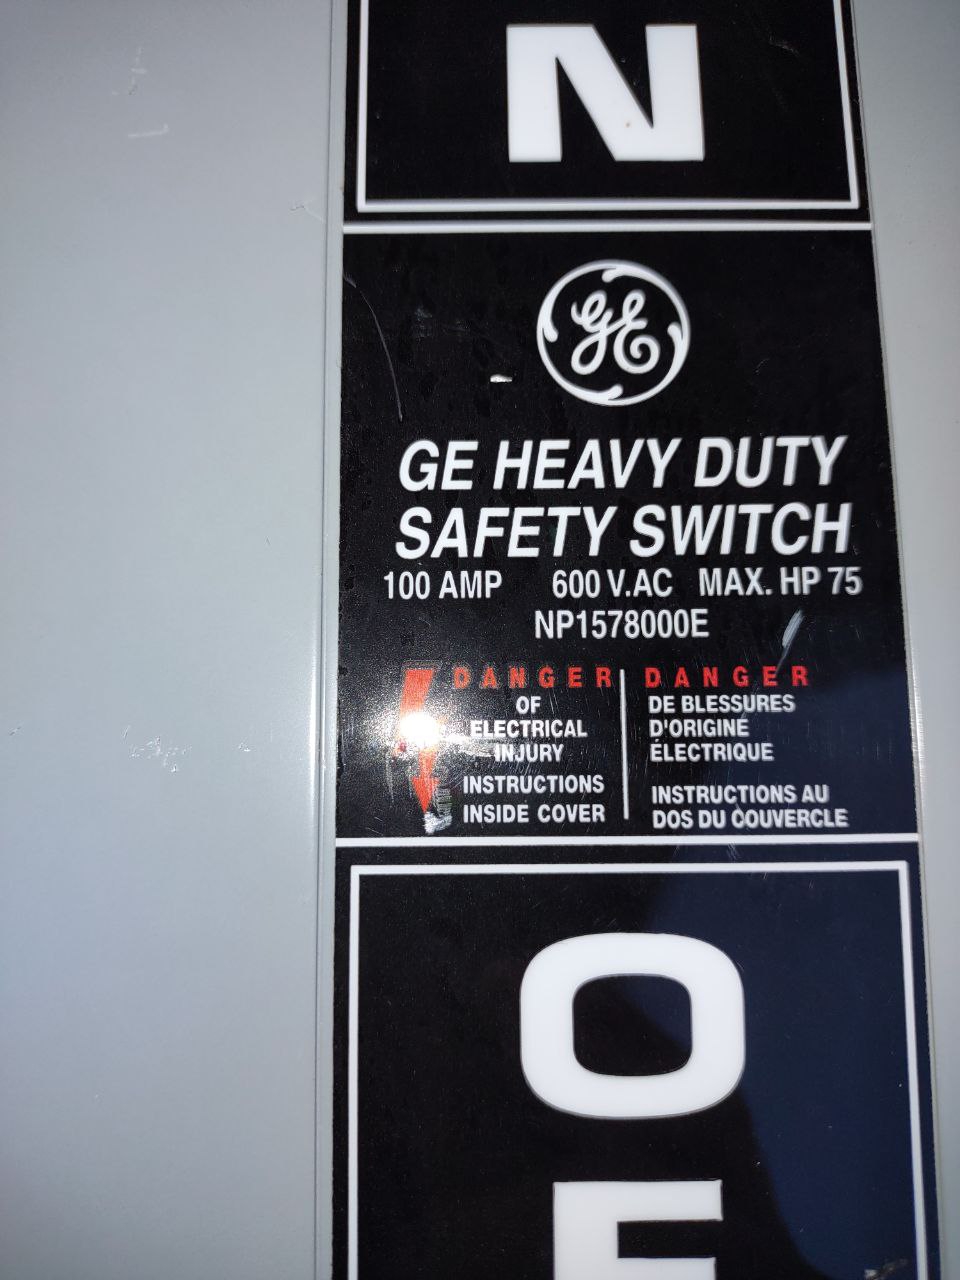 N
GE
GE HEAVY DUTY
SAFETY SWITCH
100 AMP 600 V.AC MAX. HP 75
NP1578000E
DANGER
OF
ELECTRICAL
INJURY
INSTRUCTIONS
INSIDE COVER
DANGER
DE BLESSURES
D'ORIGINE
ÉLECTRIQUE
INSTRUCTIONS AU
DOS DU COUVERCLE
O
F